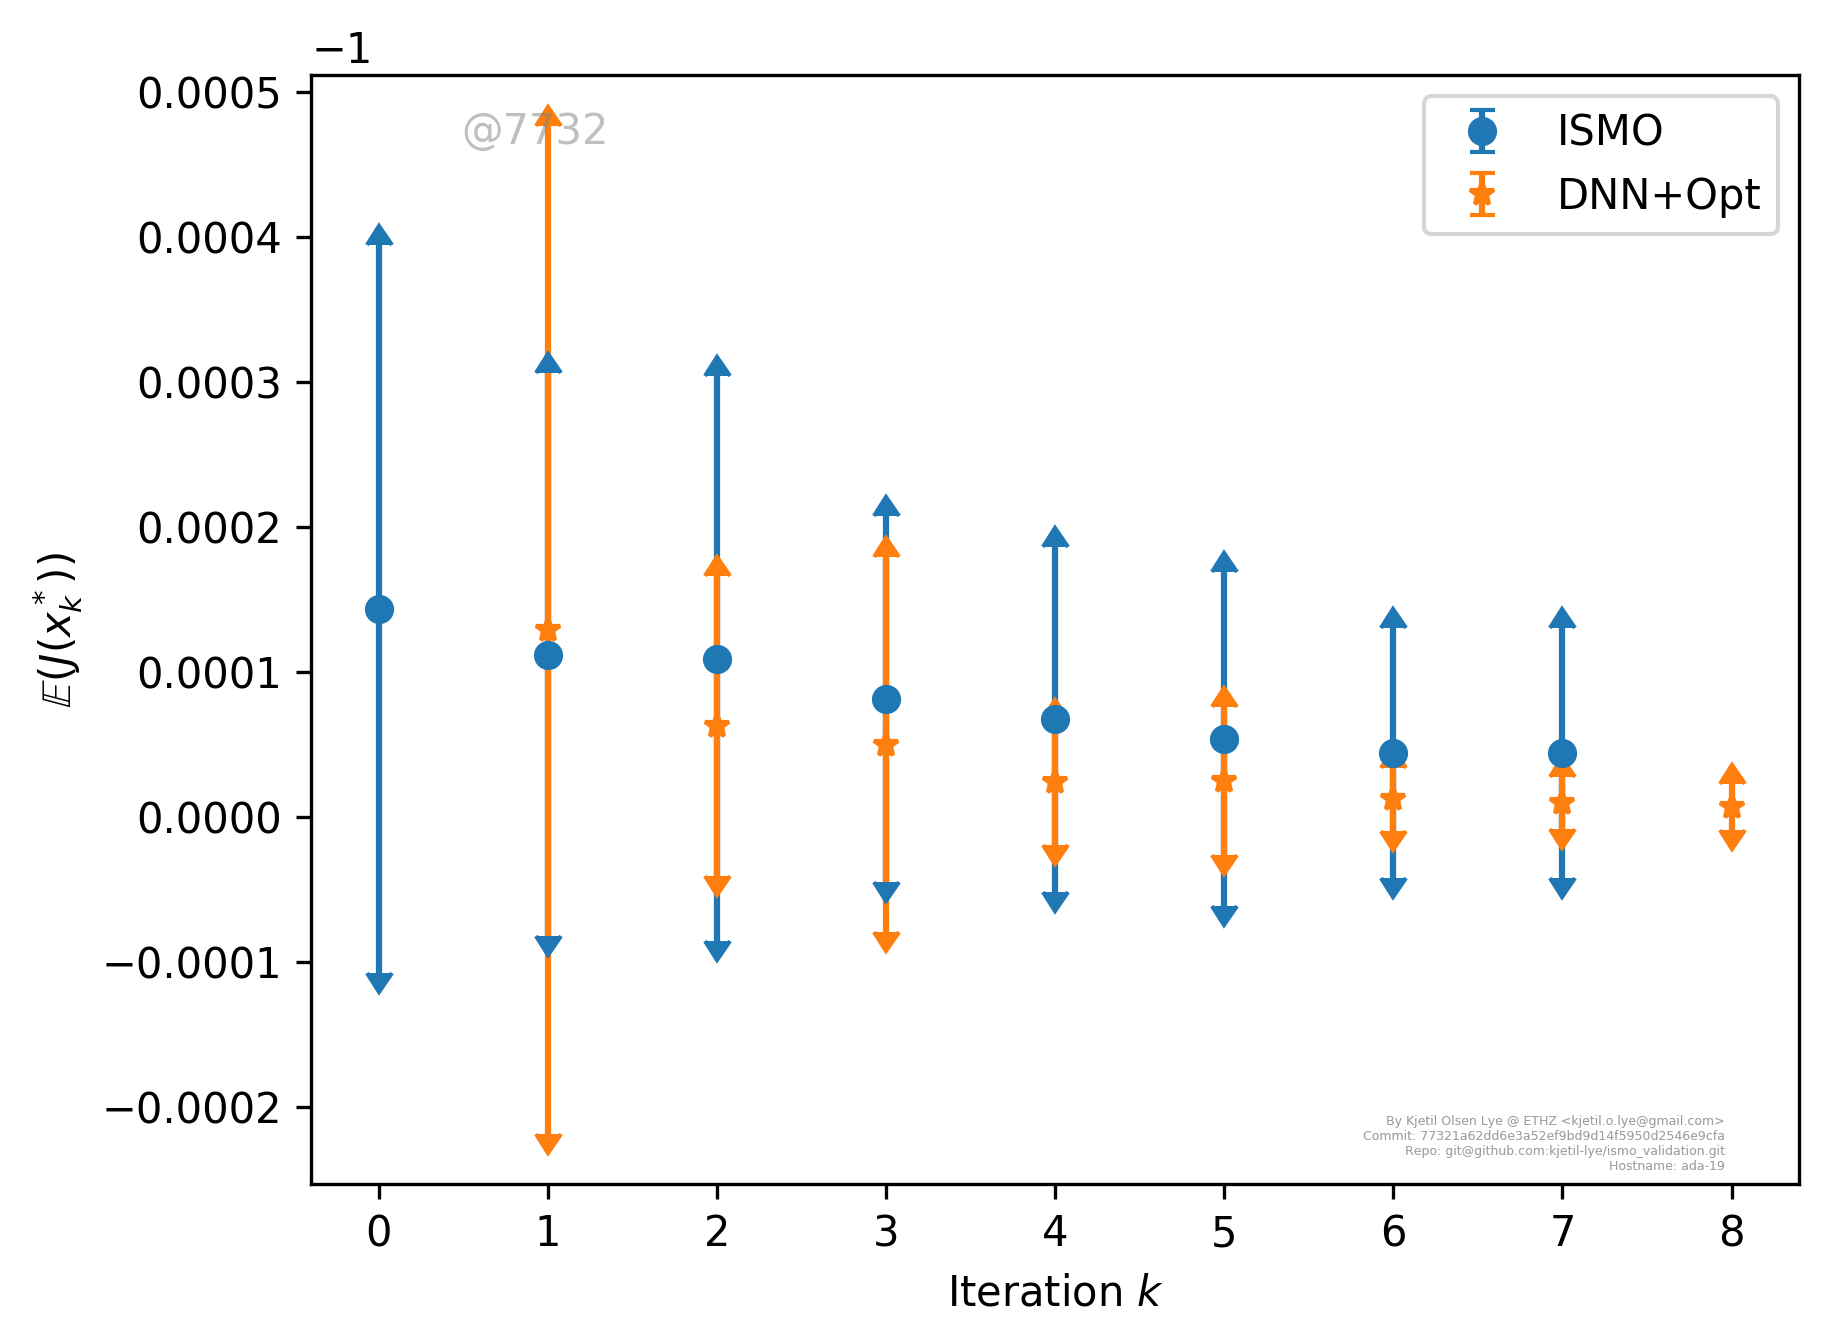 −1
0.0005
0.0004
0.0003
0.0002
0.0001
0.0000
−0.0001
−0.0002
𝔼(J(x*k))
@7732
ISMO
DNN+Opt
By Kjetil Olsen Lye @ ETHZ <kjetil.o.lye@gmail.com>
Commit: 77321a62dd6e3a52ef9bd9d14f5950d2546e9cfa
Repo: git@github.com:kjetil-lye/ismo_validation.git
Hostname: ada-19
0 1 2 3 4 5 6 7 8
Iteration k